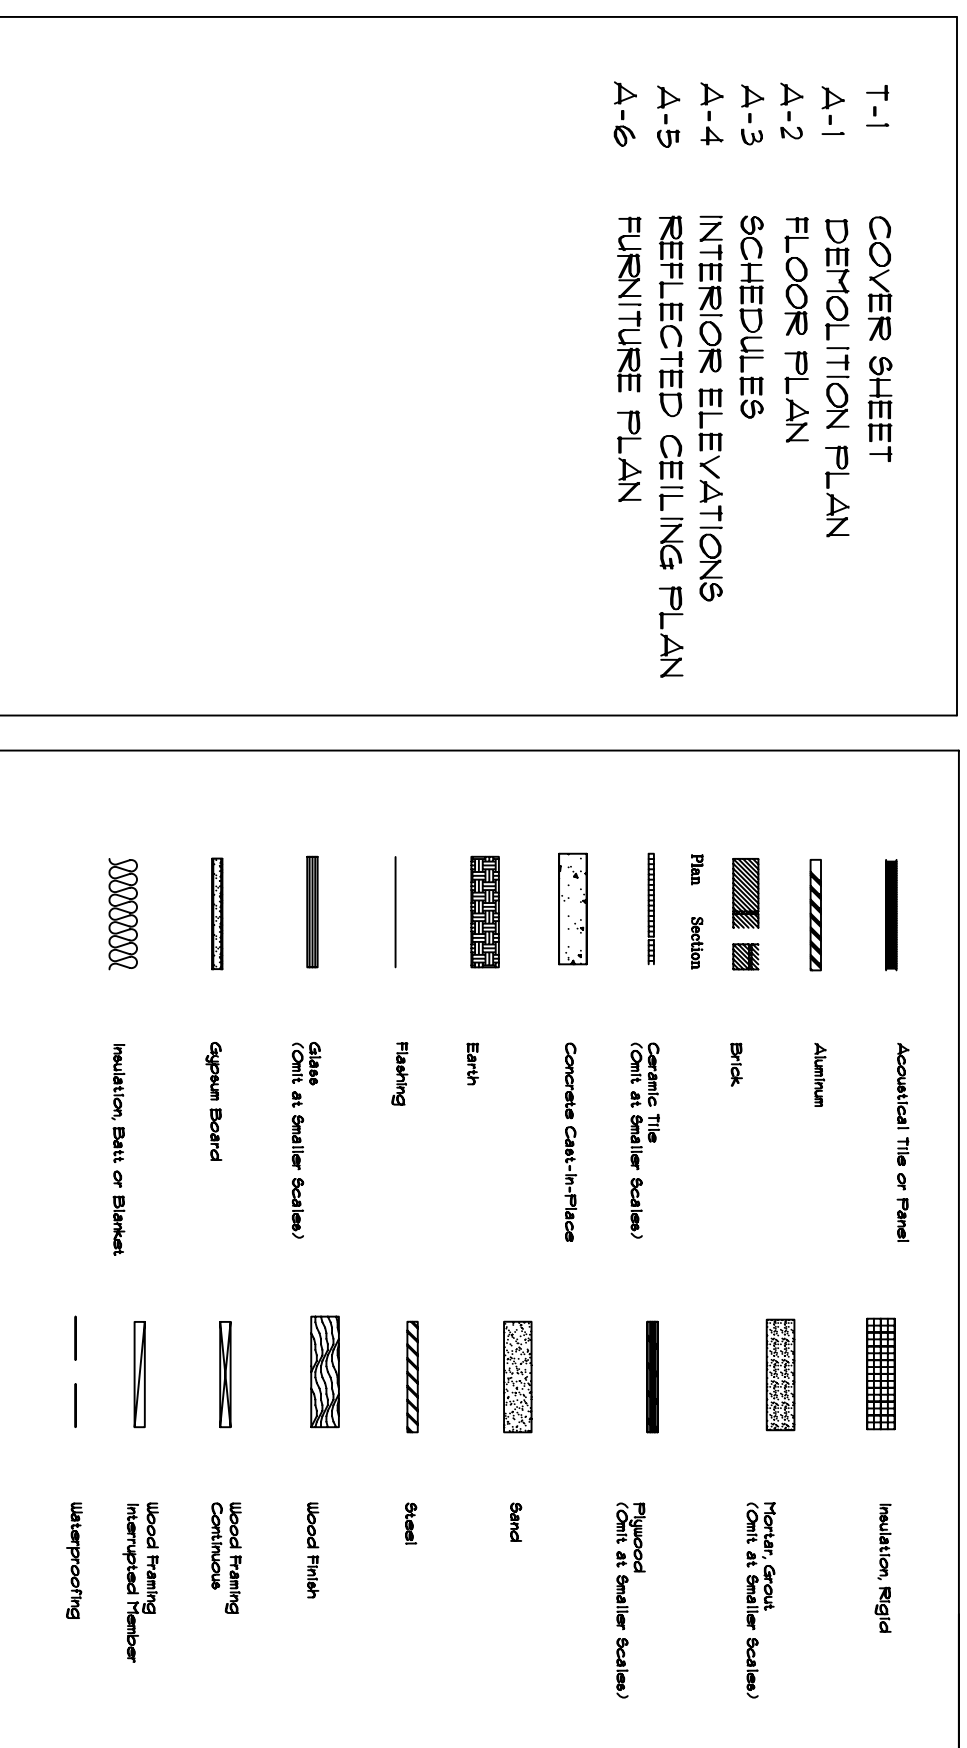 T-1 COVER SHEET
A-1 DEMOLITION PLAN
A-2 FLOOR PLAN
A-3 SCHEDULES
A-4 INTERIOR ELEVATIONS
A-5 REFLECTED CEILING PLAN
A-6 FURNITURE PLAN
Acoustical Tile or Panel
Aluminum
Brick
Plan Section
Ceramic Tile
(Omit at Smaller Scales)
Concrete Cast-In-Place
Earth
Flashing
Glass
(Omit at Smaller Scales)
Gypsum Board
Insulation, Batt or Blanket
Insulation, Rigid
Mortar, Grout
(Omit at Smaller Scales)
Plywood
(Omit at Smaller Scales)
Sand
Steel
Wood Finish
Wood Framing
Continuous
Wood Framing
Interrupted Member
Waterproofing